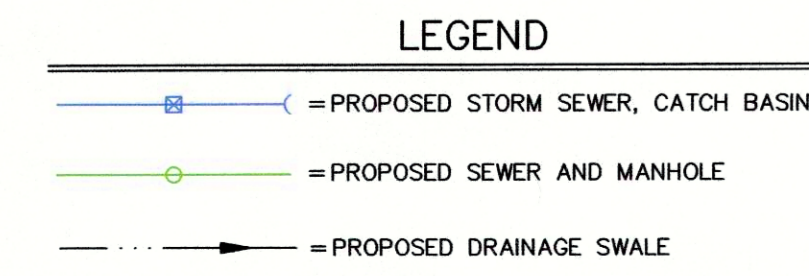 LEGEND
=PROPOSED STORM SEWER, CATCH BASIN
=PROPOSED SEWER AND MANHOLE
=PROPOSED DRAINAGE SWALE